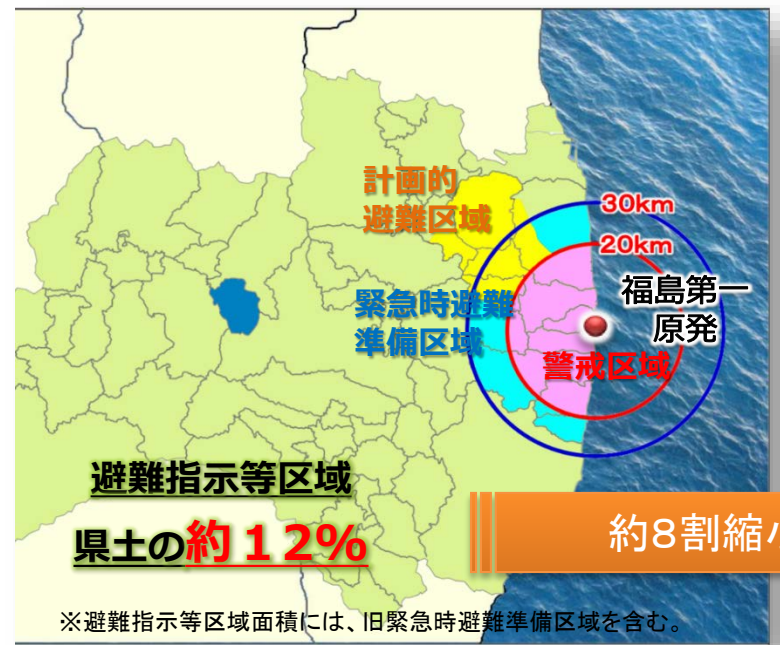 計画的
避難区域
30km
20km
緊急時避難
準備区域
福島第一
原発
警戒区域
避難指示等区域
県土の約１２%
約8割縮
※避難指示等区域面積には、旧緊急時避難準備区域を含む。